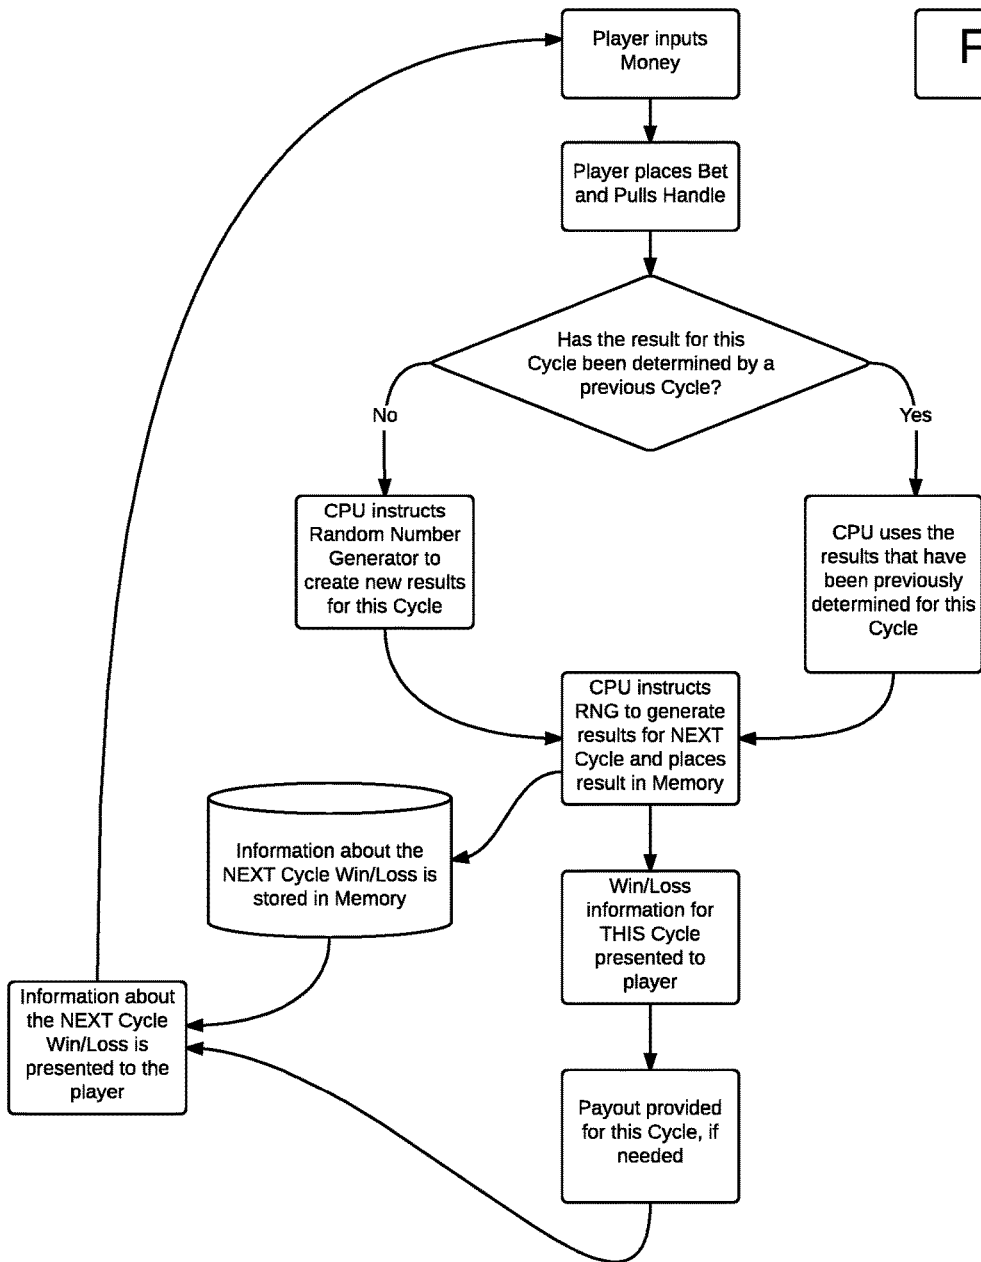 Player inputs
Money
F
Player places Bet
and Pulls Handle
Has the result for this
Cycle been determined by a
previous Cycle?
No
Yes
CPU instructs
Random Number
Generator to
create new results
for this Cycle
CPU uses the
results that have
been previously
determined for this
Cycle
CPU instructs
RNG to generate
results for NEXT
Cycle and places
result in Memory
Information about the
NEXT Cycle Win/Loss is
stored in Memory
Win/Loss
information for
THIS Cycle
presented to
player
Information about
the NEXT Cycle
Win/Loss is
presented to the
player
Payout provided
for this Cycle, if
needed